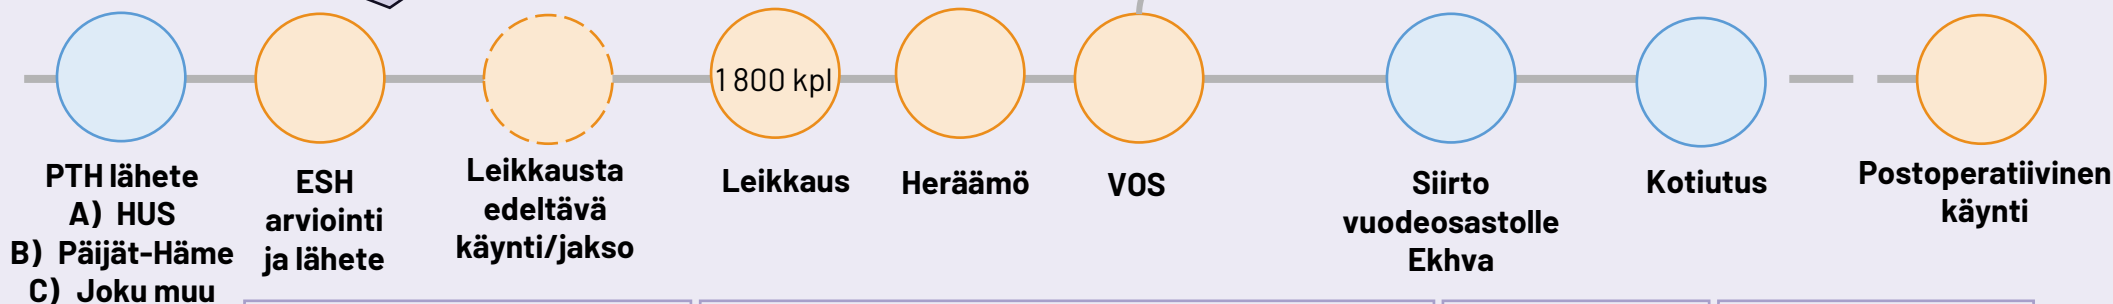 1 800 kpl
PTH lähete
A) HUS
B) Päijät-Häme
C) Joku muu
ESH
arviointi
ja lähete
Leikkausta
edeltävä
käynti/jakso
Leikkaus
Heräämö
VOS
Siirto
vuodeosastolle
Ekhva
Kotiutus
Postoperatiivinen
käynti